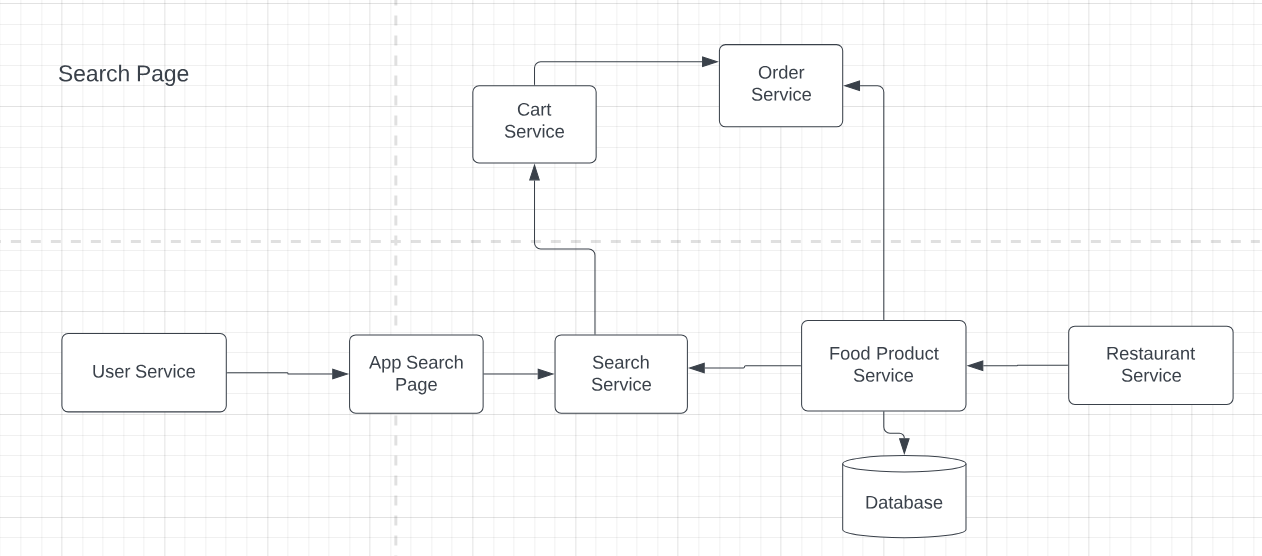 Search Page
Order
Service
Cart
Service
User Service
App Search
Page
Search
Service
Food Product
Service
Restaurant
Service
Database